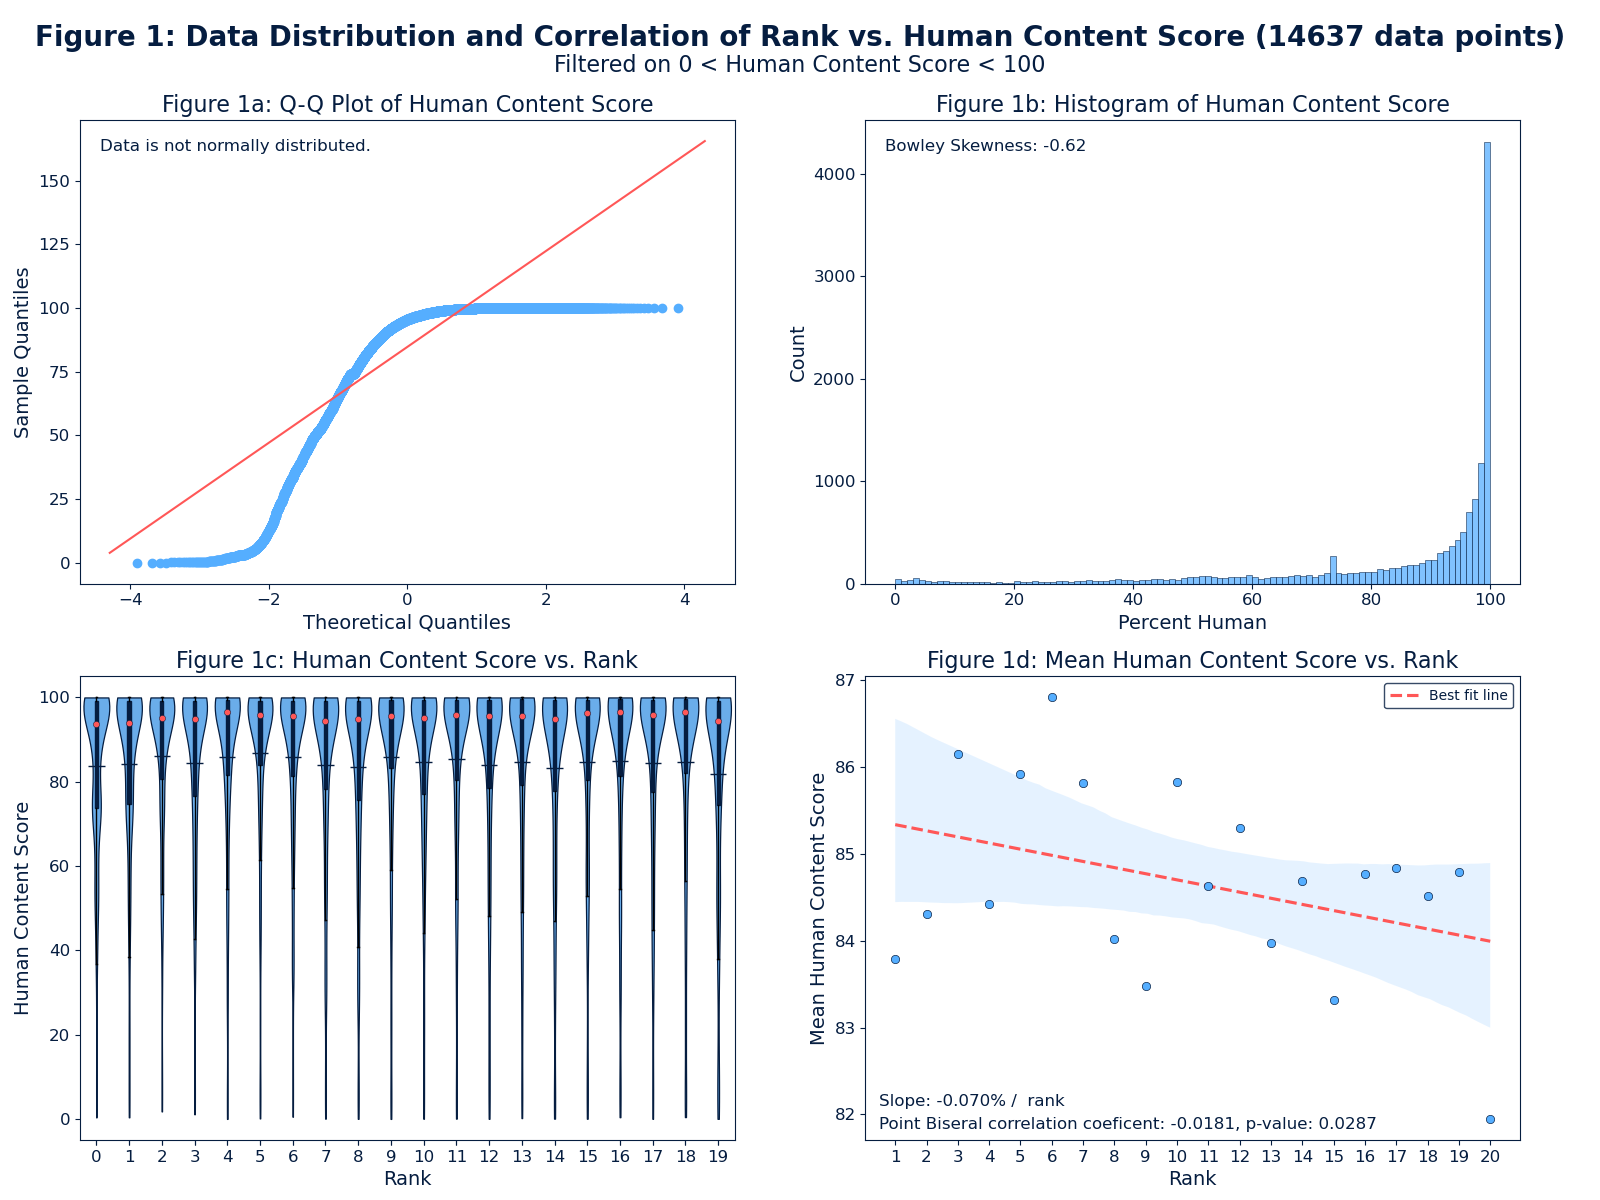 Figure 1: Data Distribution and Correlation of Rank vs. Human Content Score (14637 data points)
Filtered on 0 < Human Content Score < 100
Figure 1a: Q-Q Plot of Human Content Score
Data is not normally distributed.
150
125
100
75
50
25
0
Sample Quantiles
−4 −2 0 2 4
Theoretical Quantiles
Figure 1b: Histogram of Human Content Score
Bowley Skewness: -0.62
4000
3000
2000
1000
0
Count
0 20 40 60 80 100
Percent Human
Figure 1c: Human Content Score vs. Rank
100
80
60
40
20
0
Human Content Score
0 1 2 3 4 5 6 7 8 9 10 11 12 13 14 15 16 17 18 19
Rank
Figure 1d: Mean Human Content Score vs. Rank
Best fit line
87
86
85
84
83
82
Mean Human Content Score
Slope: -0.070% /  rank
Point Biseral correlation coeficent: -0.0181, p-value: 0.0287
1 2 3 4 5 6 7 8 9 10 11 12 13 14 15 16 17 18 19 20
Rank